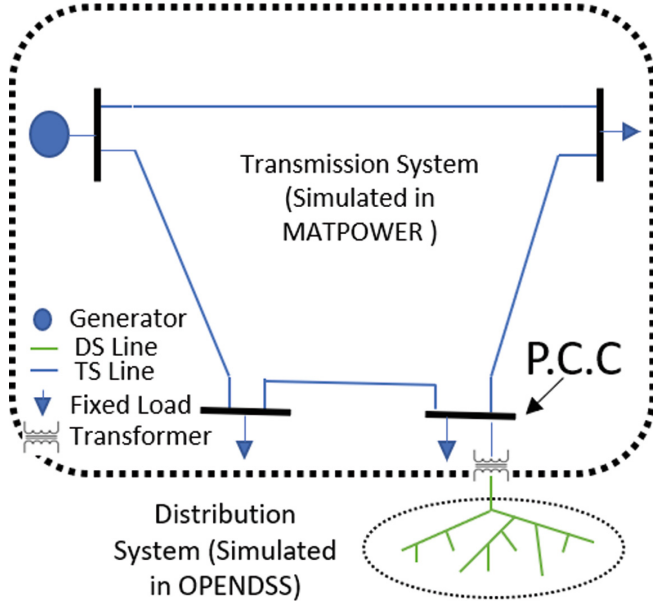 Transmission System
(Simulated in
MATPOWER )
Generator
DS Line
TS Line
Fixed Load
Transformer
P.C.C
Distribution
System (Simulated
in OPENDSS)